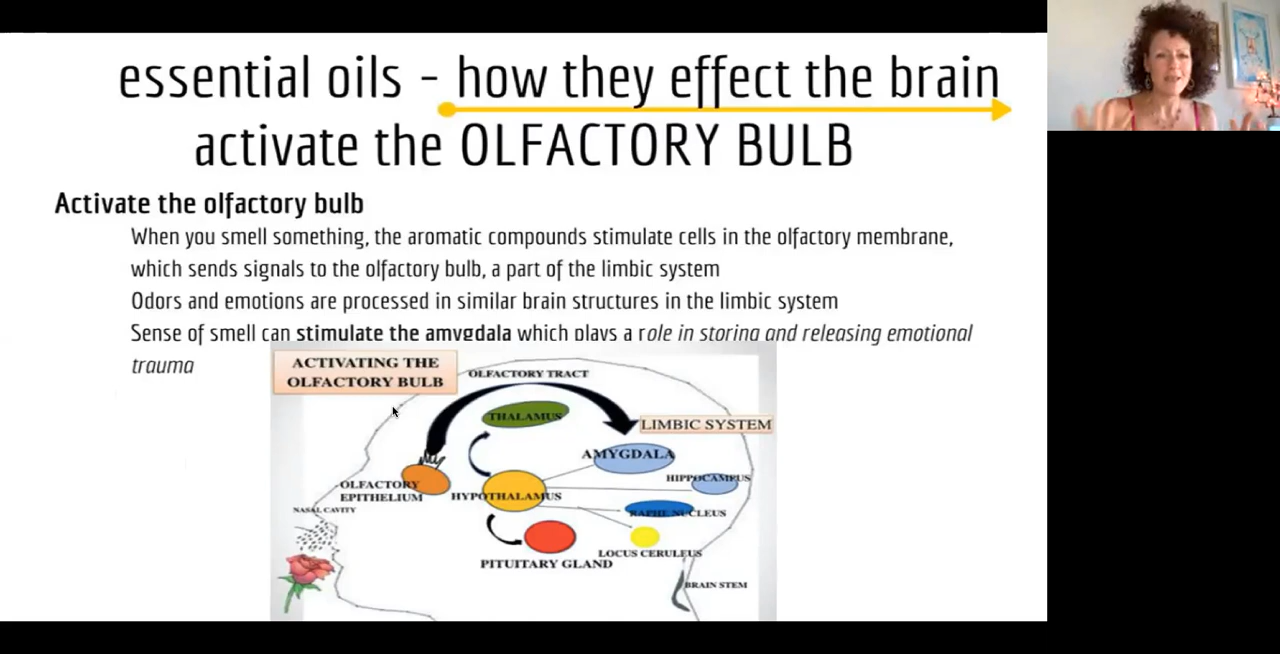 essential oils - how they effect the brain
activate the OLFACTORY BULB
Activate the olfactory bulb
When you smell something, the aromatic compounds stimulate cells in the olfactory membrane,
which sends signals to the olfactory bulb, a part of the limbic system
Odors and emotions are processed in similar brain structures in the limbic system
Sense of smell can stimulate the amygdala which plays a role in storing and releasing emotional
trauma
ACTIVATING THE
OLFACTORY BULB
OLFACTORY TRACT
THALAMUS
LIMBIC SYSTEM
AMYGDALA
HIPPOCAMPUS
OLFACTORY
EPITHELIUM
HYPOTHALAMUS
NASAL CAVITY
RAPHE NUCLEUS
LOCUS CERULEUS
PITUITARY GLAND
BRAIN STEM